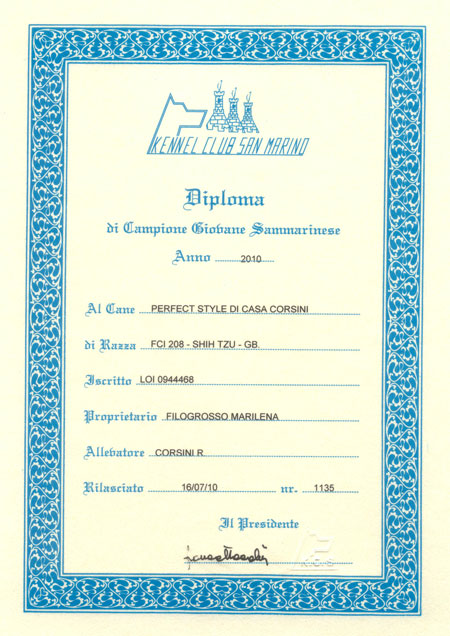 KENNEL CLUB SAN MARINO
Diploma
di Campione Giovane Sammarinese
Anno 2010
Al Cane PERFECT STYLE DI CASA CORSINI
di Razza FCI 208 - SHIH TZU - GB.
Iscritto LOI 0944468
Proprietario FILOGROSSO MARILENA
Allevatore CORSINI R.
Rilasciato 16/07/10 nr. 1135
Il Presidente